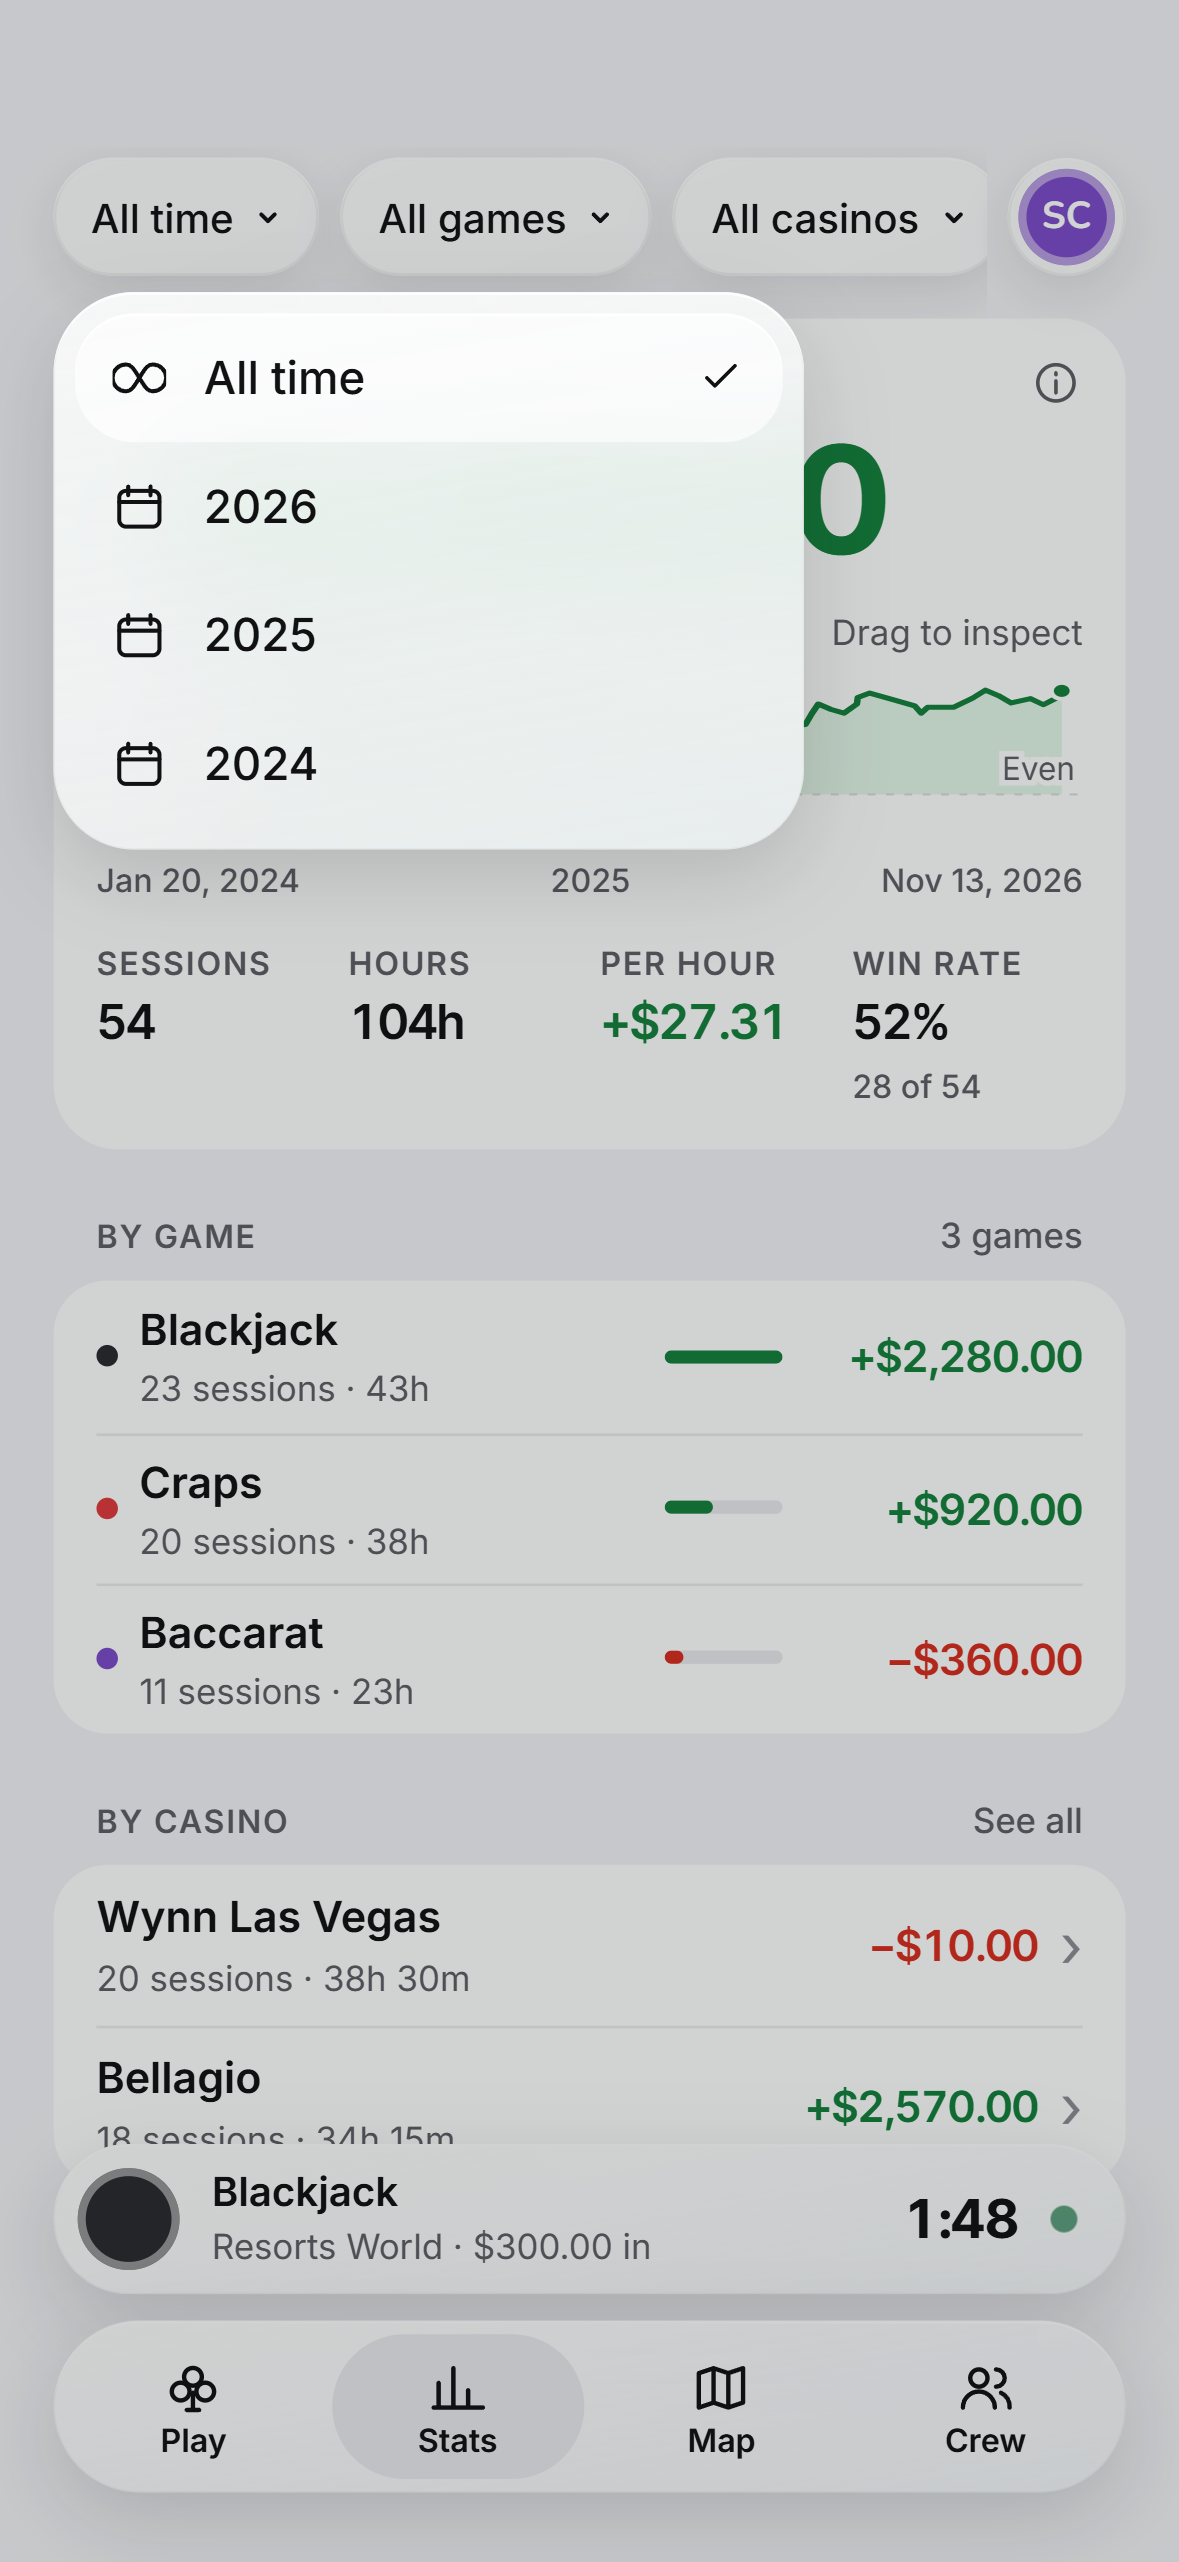 All time
All games
All casinos
SC
All time
2026
2025
2024
0
Drag to inspect
Even
Jan 20, 2024
2025
Nov 13, 2026
SESSIONS
HOURS
PER HOUR
WIN RATE
54
104h
+$27.31
52%
28 of 54
BY GAME
3 games
Blackjack
23 sessions · 43h
+$2,280.00
Craps
20 sessions · 38h
+$920.00
Baccarat
11 sessions · 23h
−$360.00
BY CASINO
See all
Wynn Las Vegas
20 sessions · 38h 30m
−$10.00
Bellagio
18 sessions · 34h 15m
+$2,570.00
Blackjack
Resorts World · $300.00 in
1:48
Play
Stats
Map
Crew